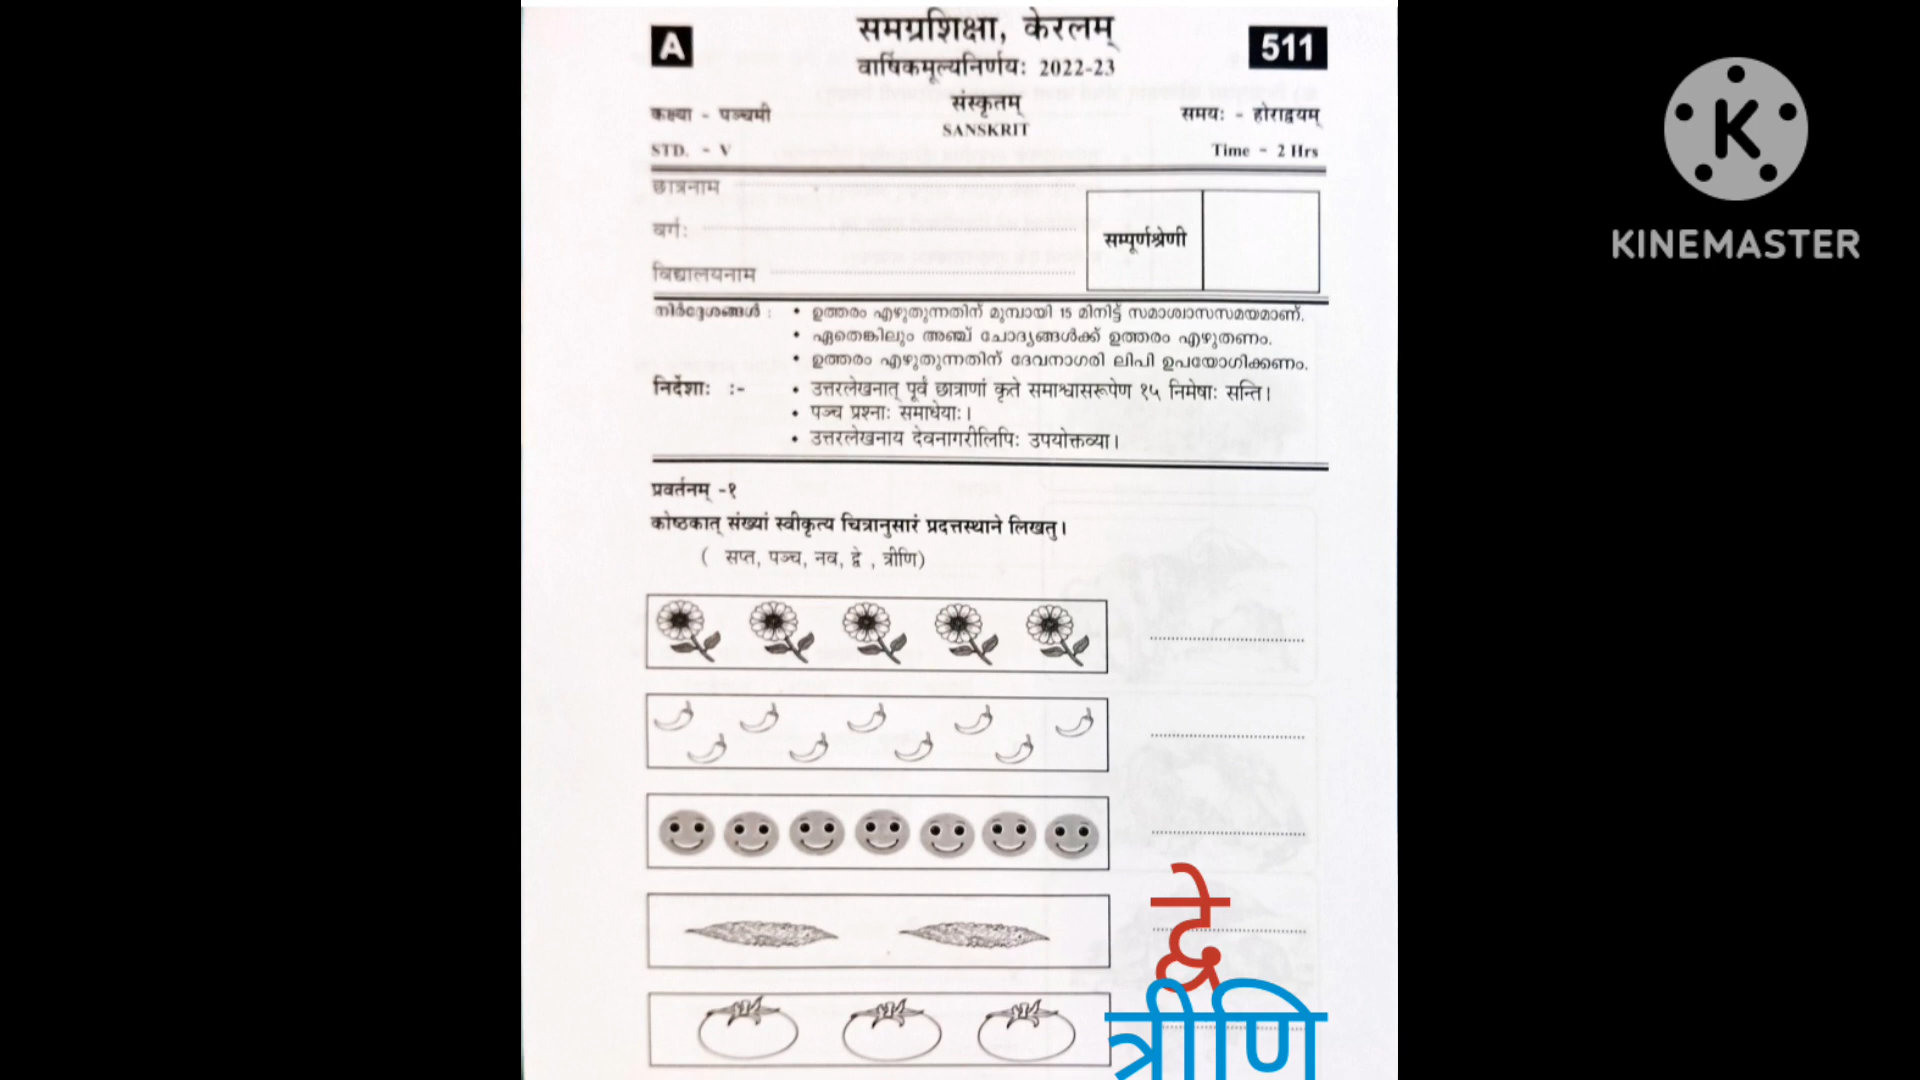 A
समग्रशिक्षा, केरलम्
511
वार्षिकमूल्यनिर्णयः 2022-23
संस्कृतम्
SANSKRIT
कक्ष्या - पञ्चमी
समयः - होराद्वयम्
STD. - V
Time - 2 Hrs
छात्रनाम
वर्गः
विद्यालयनाम
सम्पूर्णश्रेणी
നിർദ്ദേശങ്ങൾ :
• ഉത്തരം എഴുതുന്നതിന് മുമ്പായി 15 മിനിട്ട് സമാശ്വാസസമയമാണ്.
• ഏതെങ്കിലും അഞ്ച് ചോദ്യങ്ങൾക്ക് ഉത്തരം എഴുതണം.
• ഉത്തരം എഴുതുന്നതിന് ദേവനാഗരി ലിപി ഉപയോഗിക്കണം.
निर्देशाः :-
• उत्तरलेखनात् पूर्वं छात्राणां कृते समाश्वासरूपेण १५ निमेषाः सन्ति।
• पञ्च प्रश्नाः समाधेयाः।
• उत्तरलेखनाय देवनागरीलिपिः उपयोक्तव्या।
प्रवर्तनम् -१
कोष्ठकात् संख्यां स्वीकृत्य चित्रानुसारं प्रदत्तस्थाने लिखतु।
( सप्त, पञ्च, नव, द्वे , त्रीणि)
द्वे
त्रीणि
K
KINEMASTER